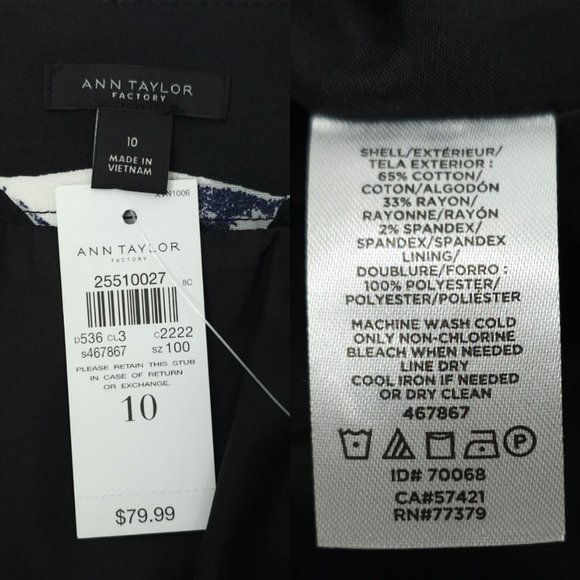 ANN TAYLOR
FACTORY
10
MADE IN
VIETNAM
ANN TAYLOR
FACTORY
25510027
8C
D536 CL3 C2222
S467867 SZ 100
PLEASE RETAIN THIS STUB
IN CASE OF RETURN
OR EXCHANGE.
10
$79.99
SHELL/EXTÉRIEUR/
TELA EXTERIOR :
65% COTTON/
COTON/ALGODÓN
33% RAYON/
RAYONNE/RAYÓN
2% SPANDEX/
SPANDEX/SPANDEX
LINING/
DOUBLURE/FORRO :
100% POLYESTER/
POLYESTER/POLIÉSTER
MACHINE WASH COLD
ONLY NON-CHLORINE
BLEACH WHEN NEEDED
LINE DRY
COOL IRON IF NEEDED
OR DRY CLEAN
467867
P
ID# 70068
CA#57421
RN#77379